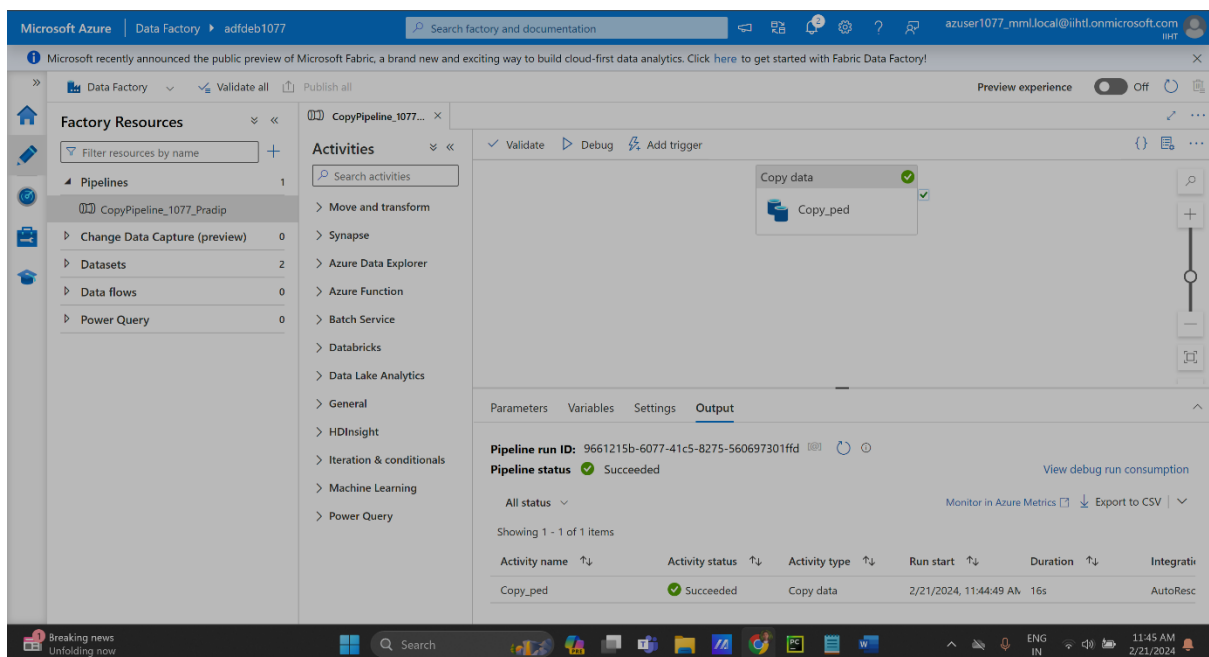 Microsoft Azure | Data Factory ▸ adfdeb1077
Search factory and documentation
2
azuser1077_mml.local@iihtl.onmicrosoft.com
IIHT
Microsoft recently announced the public preview of Microsoft Fabric, a brand new and exciting way to build cloud-first data analytics. Click here to get started with Fabric Data Factory!
Data Factory
Validate all
Publish all
Preview experience
Off
Factory Resources
Filter resources by name
Pipelines 1
CopyPipeline_1077_Pradip
Change Data Capture (preview) 0
Datasets 2
Data flows 0
Power Query 0
CopyPipeline_1077...
Activities
Search activities
Move and transform
Synapse
Azure Data Explorer
Azure Function
Batch Service
Databricks
Data Lake Analytics
General
HDInsight
Iteration & conditionals
Machine Learning
Power Query
Validate
Debug
Add trigger
Copy data
Copy_ped
Parameters Variables Settings Output
Pipeline run ID: 9661215b-6077-41c5-8275-560697301ffd
Pipeline status Succeeded
View debug run consumption
All status
Monitor in Azure Metrics
Export to CSV
Showing 1 - 1 of 1 items
Activity name Activity status Activity type Run start Duration Integratio
Copy_ped Succeeded Copy data 2/21/2024, 11:44:49 AM 16s AutoReso
1
Breaking news
Unfolding now
Search
ENG
IN
11:45 AM
2/21/2024